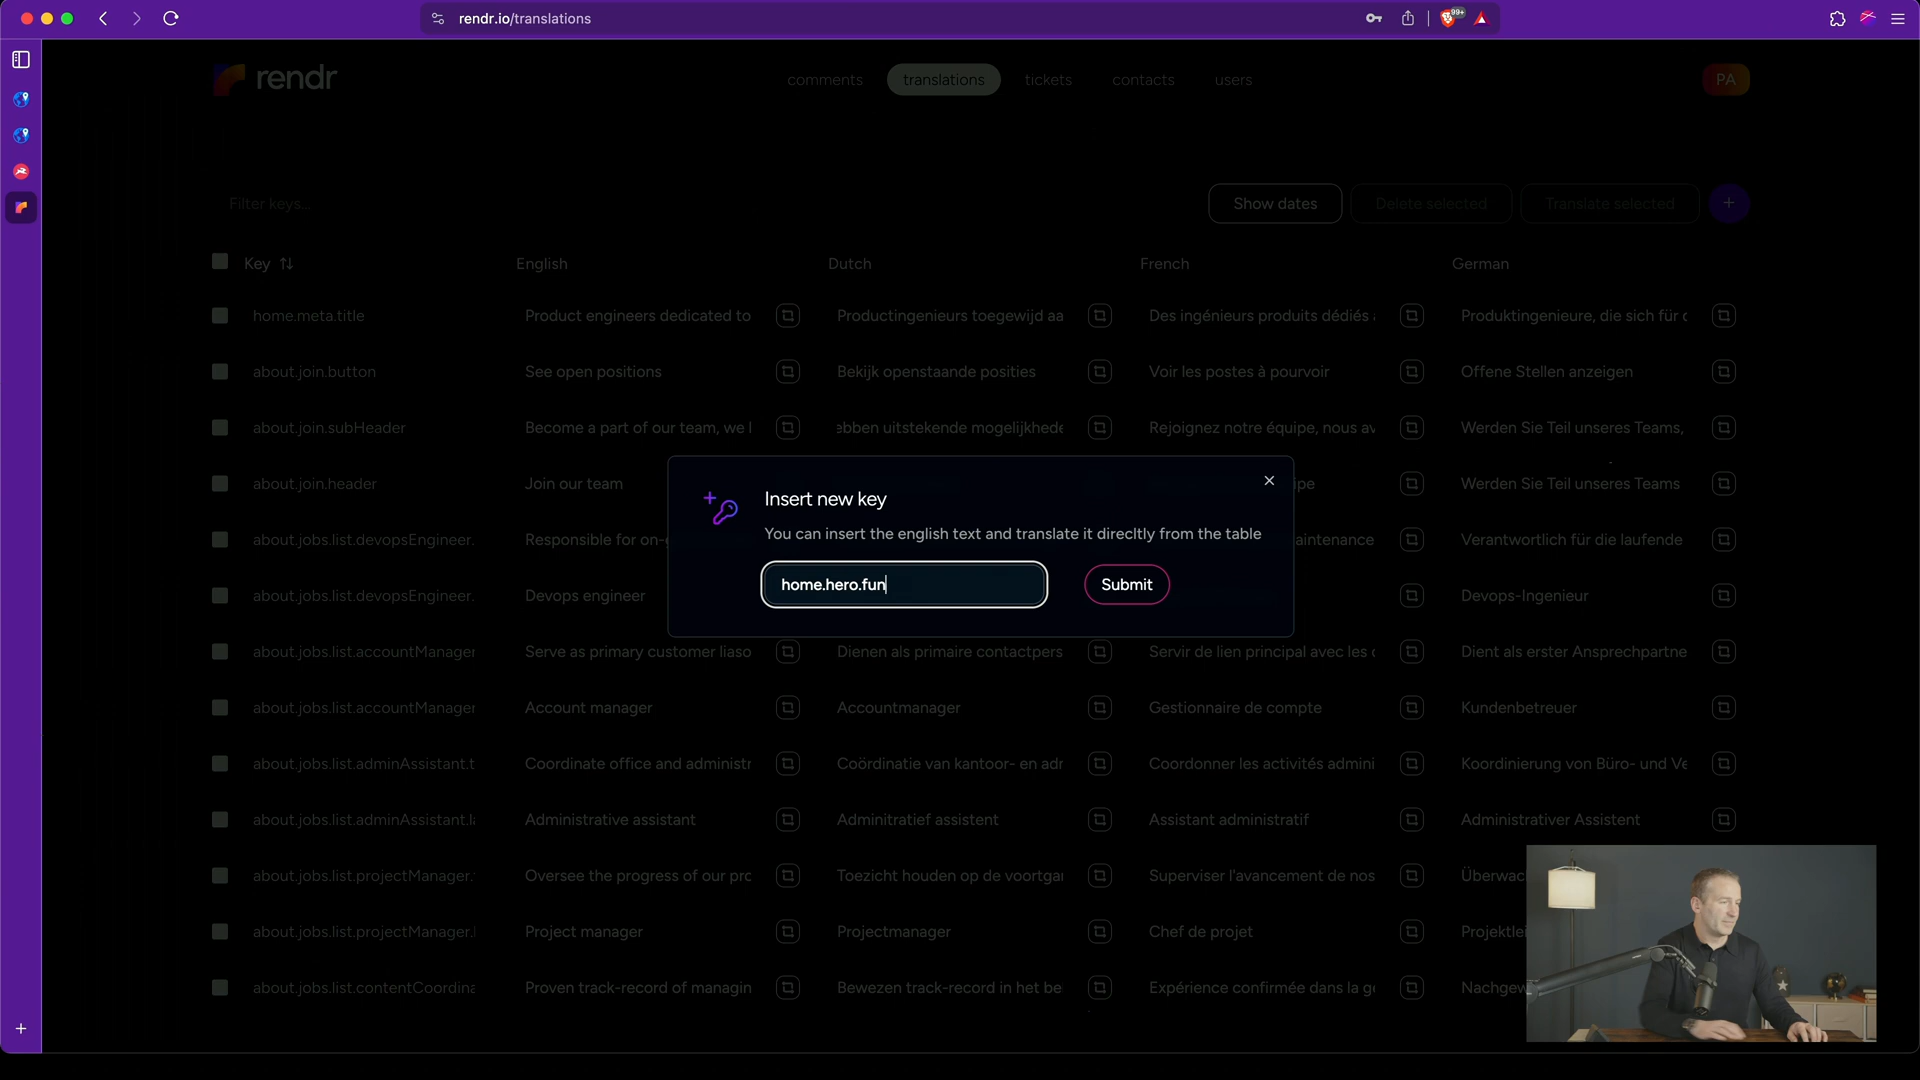 rendr.io/translations
99+
rendr
comments
translations
tickets
contacts
users
PA
Filter keys...
Show dates
Delete selected
Translate selected
+
Key
English
Dutch
French
German
home.meta.title
Product engineers dedicated to
Productingenieurs toegewijd aa
Des ingénieurs produits dédiés
Produktingenieure, die sich für
about.join.button
See open positions
Bekijk openstaande posities
Voir les postes à pourvoir
Offene Stellen anzeigen
about.join.subHeader
Become a part of our team, we
ebben uitstekende mogelijkhede
Rejoignez notre équipe, nous av
Werden Sie Teil unseres Teams,
about.join.header
Join our team
ipe
Werden Sie Teil unseres Teams
Insert new key
You can insert the english text and translate it direcltly from the table
home.hero.fun
Submit
about.jobs.list.devopsEngineer.
Responsible for on-
aintenance
Verantwortlich für die laufende
about.jobs.list.devopsEngineer.
Devops engineer
Devops-Ingenieur
about.jobs.list.accountManager
Serve as primary customer liaso
Dienen als primaire contactpers
Servir de lien principal avec les
Dient als erster Ansprechpartne
about.jobs.list.accountManager
Account manager
Accountmanager
Gestionnaire de compte
Kundenbetreuer
about.jobs.list.adminAssistant.t
Coordinate office and administr
Coördinatie van kantoor- en adr
Coordonner les activités admini
Koordinierung von Büro- und Ve
about.jobs.list.adminAssistant.l
Administrative assistant
Adminitratief assistent
Assistant administratif
Administrativer Assistent
about.jobs.list.projectManager.
Oversee the progress of our pro
Toezicht houden op de voortga
Superviser l'avancement de nos
Überwac
about.jobs.list.projectManager.
Project manager
Projectmanager
Chef de projet
Projektlei
about.jobs.list.contentCoordina
Proven track-record of managin
Bewezen track-record in het be
Expérience confirmée dans la ge
Nachgew